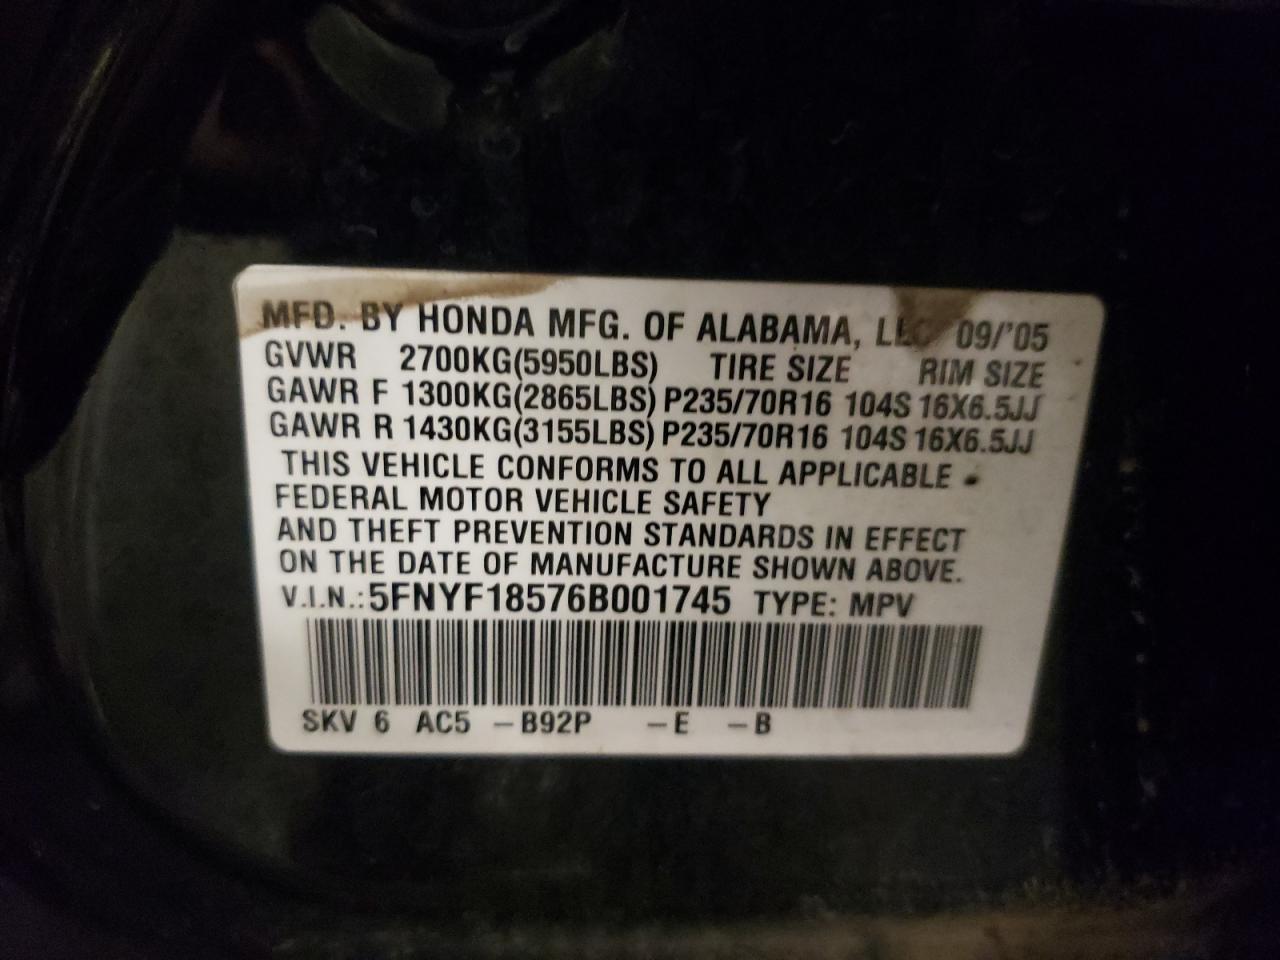 MFD. BY HONDA MFG. OF ALABAMA, LLC 09/'05
GVWR 2700KG(5950LBS) TIRE SIZE RIM SIZE
GAWR F 1300KG(2865LBS) P235/70R16 104S 16X6.5JJ
GAWR R 1430KG(3155LBS) P235/70R16 104S 16X6.5JJ
THIS VEHICLE CONFORMS TO ALL APPLICABLE
FEDERAL MOTOR VEHICLE SAFETY
AND THEFT PREVENTION STANDARDS IN EFFECT
ON THE DATE OF MANUFACTURE SHOWN ABOVE.
V.I.N.:5FNYF18576B001745 TYPE: MPV
SKV 6 AC5 -B92P -E -B